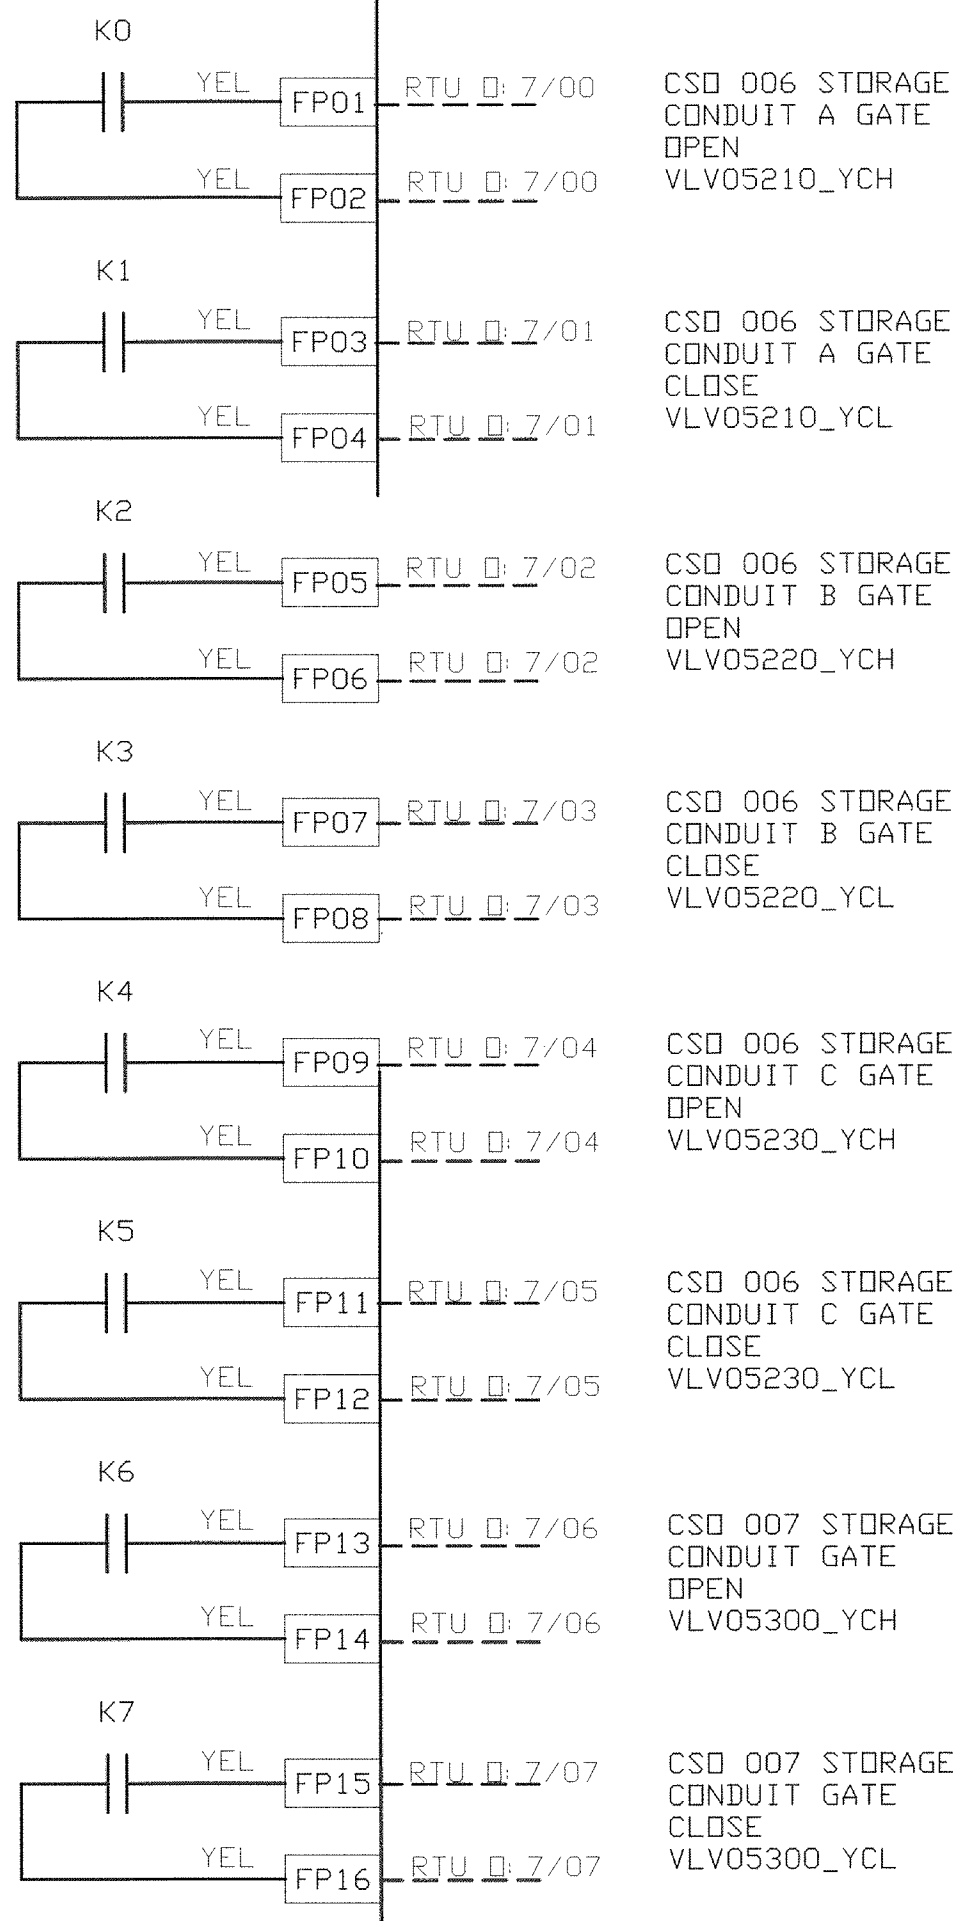 K0
YEL
FP01
RTU O: 7/00
YEL
FP02
RTU O: 7/00
CSO 006 STORAGE
CONDUIT A GATE
OPEN
VLV05210_YCH
K1
YEL
FP03
RTU O: 7/01
YEL
FP04
RTU O: 7/01
CSO 006 STORAGE
CONDUIT A GATE
CLOSE
VLV05210_YCL
K2
YEL
FP05
RTU O: 7/02
YEL
FP06
RTU O: 7/02
CSO 006 STORAGE
CONDUIT B GATE
OPEN
VLV05220_YCH
K3
YEL
FP07
RTU O: 7/03
YEL
FP08
RTU O: 7/03
CSO 006 STORAGE
CONDUIT B GATE
CLOSE
VLV05220_YCL
K4
YEL
FP09
RTU O: 7/04
YEL
FP10
RTU O: 7/04
CSO 006 STORAGE
CONDUIT C GATE
OPEN
VLV05230_YCH
K5
YEL
FP11
RTU O: 7/05
YEL
FP12
RTU O: 7/05
CSO 006 STORAGE
CONDUIT C GATE
CLOSE
VLV05230_YCL
K6
YEL
FP13
RTU O: 7/06
YEL
FP14
RTU O: 7/06
CSO 007 STORAGE
CONDUIT GATE
OPEN
VLV05300_YCH
K7
YEL
FP15
RTU O: 7/07
YEL
FP16
RTU O: 7/07
CSO 007 STORAGE
CONDUIT GATE
CLOSE
VLV05300_YCL